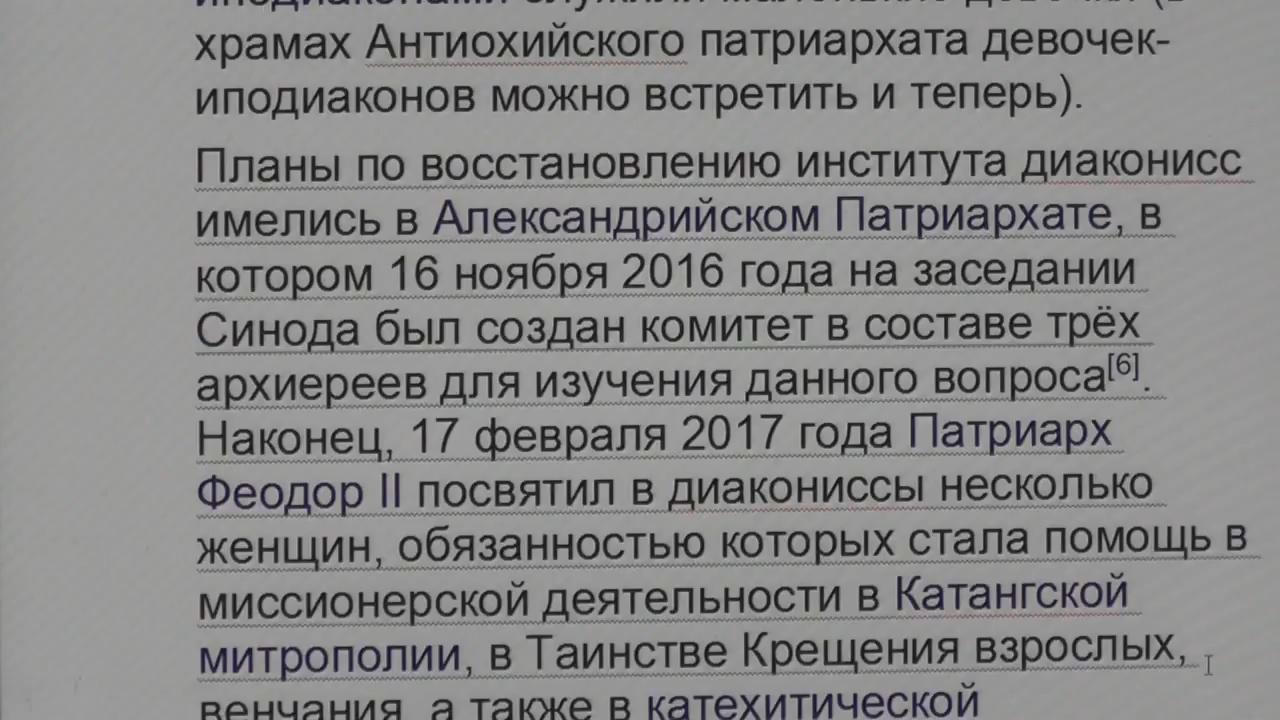 храмах Антиохийского патриархата девочек-
иподиаконов можно встретить и теперь).
Планы по восстановлению института диаконисс
имелись в Александрийском Патриархате, в
котором 16 ноября 2016 года на заседании
Синода был создан комитет в составе трёх
архиереев для изучения данного вопроса[6].
Наконец, 17 февраля 2017 года Патриарх
Феодор II посвятил в диакониссы несколько
женщин, обязанностью которых стала помощь в
миссионерской деятельности в Катангской
митрополии, в Таинстве Крещения взрослых,
венчания, а также в катехитической